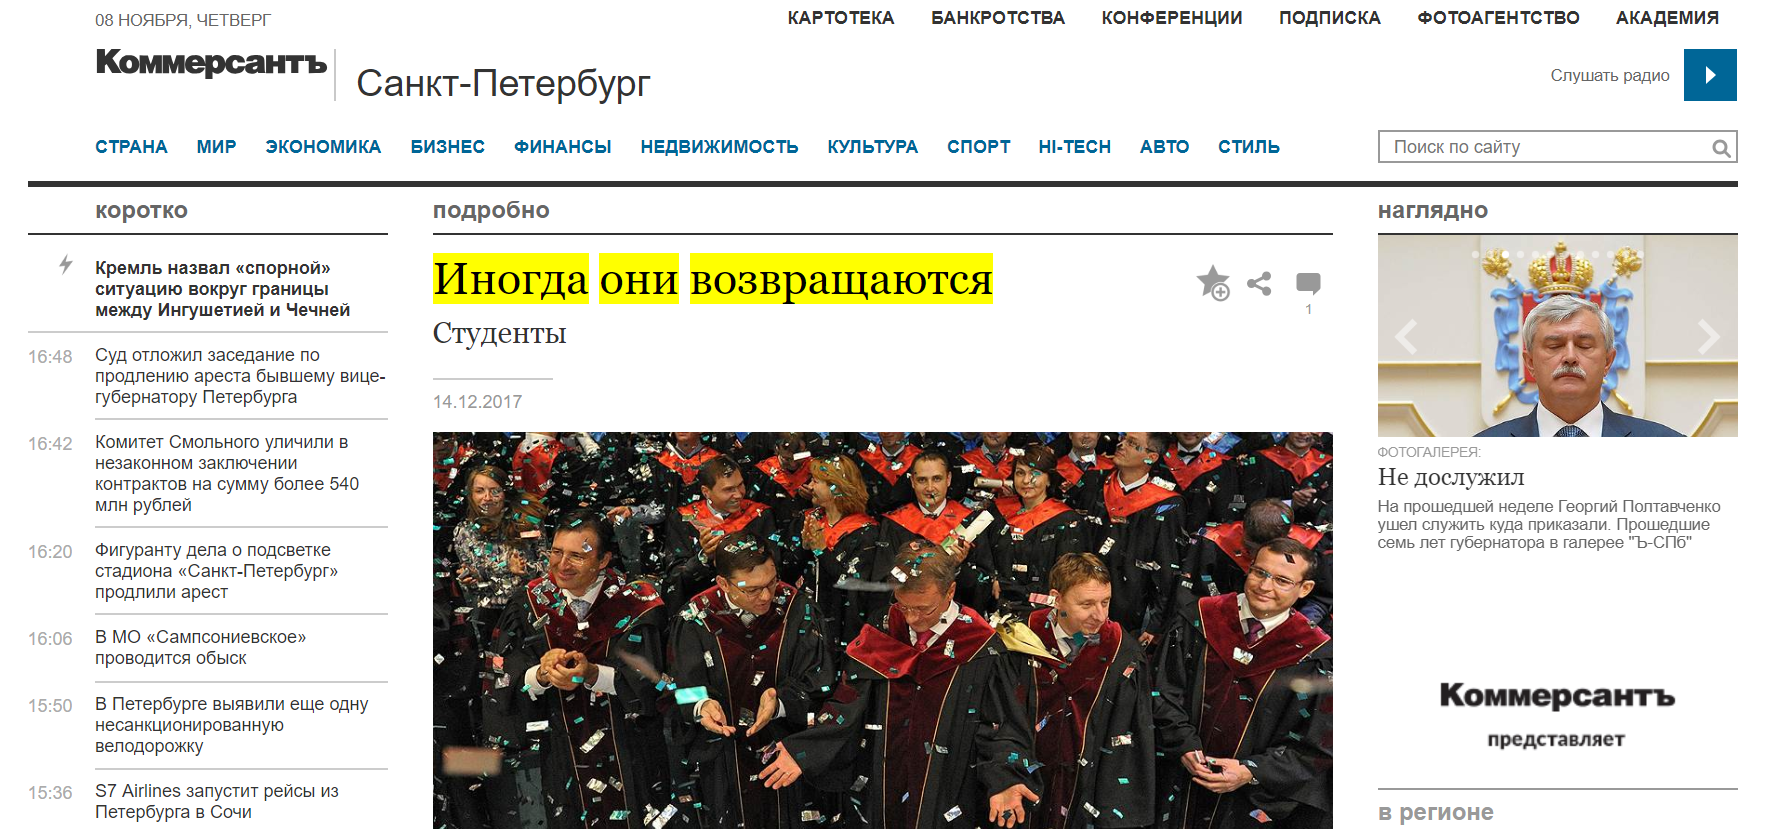 08 НОЯБРЯ, ЧЕТВЕРГ
КАРТОТЕКА БАНКРОТСТВА КОНФЕРЕНЦИИ ПОДПИСКА ФОТОАГЕНТСТВО АКАДЕМИЯ
Коммерсантъ
Санкт-Петербург
Слушать радио
СТРАНА МИР ЭКОНОМИКА БИЗНЕС ФИНАНСЫ НЕДВИЖИМОСТЬ КУЛЬТУРА СПОРТ HI-TECH АВТО СТИЛЬ
Поиск по сайту
коротко
Кремль назвал «спорной»
ситуацию вокруг границы
между Ингушетией и Чечней
16:48
Суд отложил заседание по
продлению ареста бывшему вице-
губернатору Петербурга
16:42
Комитет Смольного уличили в
незаконном заключении
контрактов на сумму более 540
млн рублей
16:20
Фигуранту дела о подсветке
стадиона «Санкт-Петербург»
продлили арест
16:06
В МО «Сампсониевское»
проводится обыск
15:50
В Петербурге выявили еще одну
несанкционированную
велодорожку
15:36
S7 Airlines запустит рейсы из
Петербурга в Сочи
подробно
Иногда они возвращаются
1
Студенты
14.12.2017
наглядно
ФОТОГАЛЕРЕЯ:
Не дослужил
На прошедшей неделе Георгий Полтавченко
ушел служить куда приказали. Прошедшие
семь лет губернатора в галерее "Ъ-СПб"
Коммерсантъ
представляет
в регионе